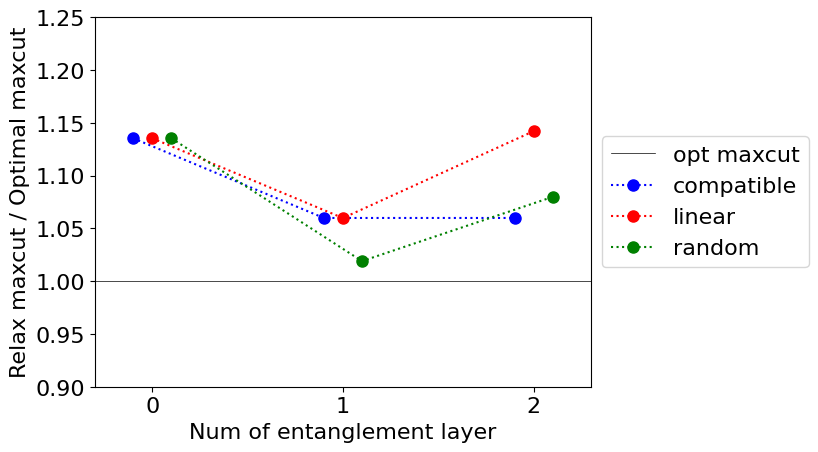 Relax maxcut / Optimal maxcut
1.25
1.20
1.15
1.10
1.05
1.00
0.95
0.90
0
1
2
Num of entanglement layer
opt maxcut
compatible
linear
random